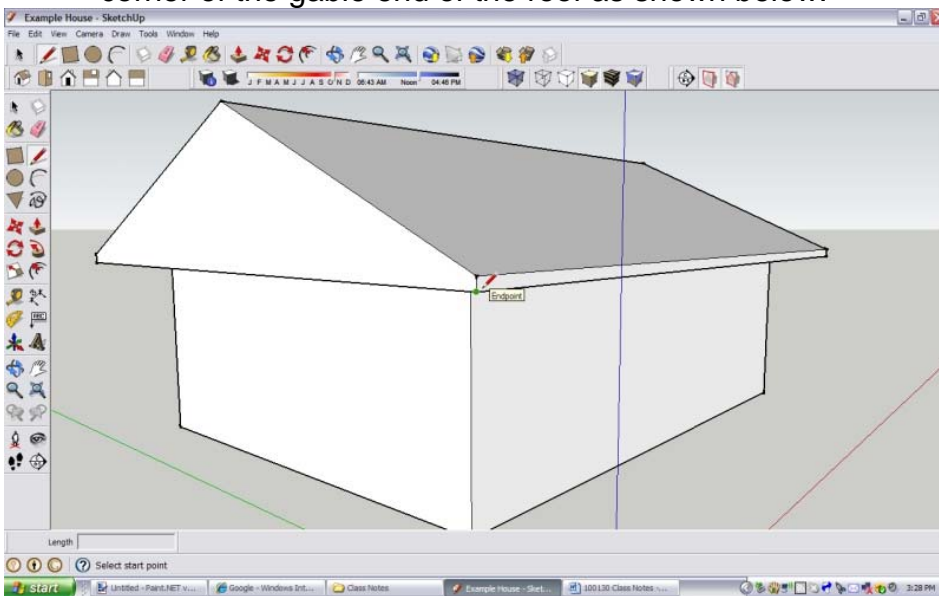 corner of the gable end of the roof as shown below.
Example House - SketchUp
File Edit View Camera Draw Tools Window Help
J F M A M J J A S O N D 06:43 AM Noon 04:46 PM
Endpoint
Length
Select start point
start Untitled - Paint.NET v... Google - Windows Int... Class Notes Example House - Sket... 100130 Class Notes -... 3:28 PM